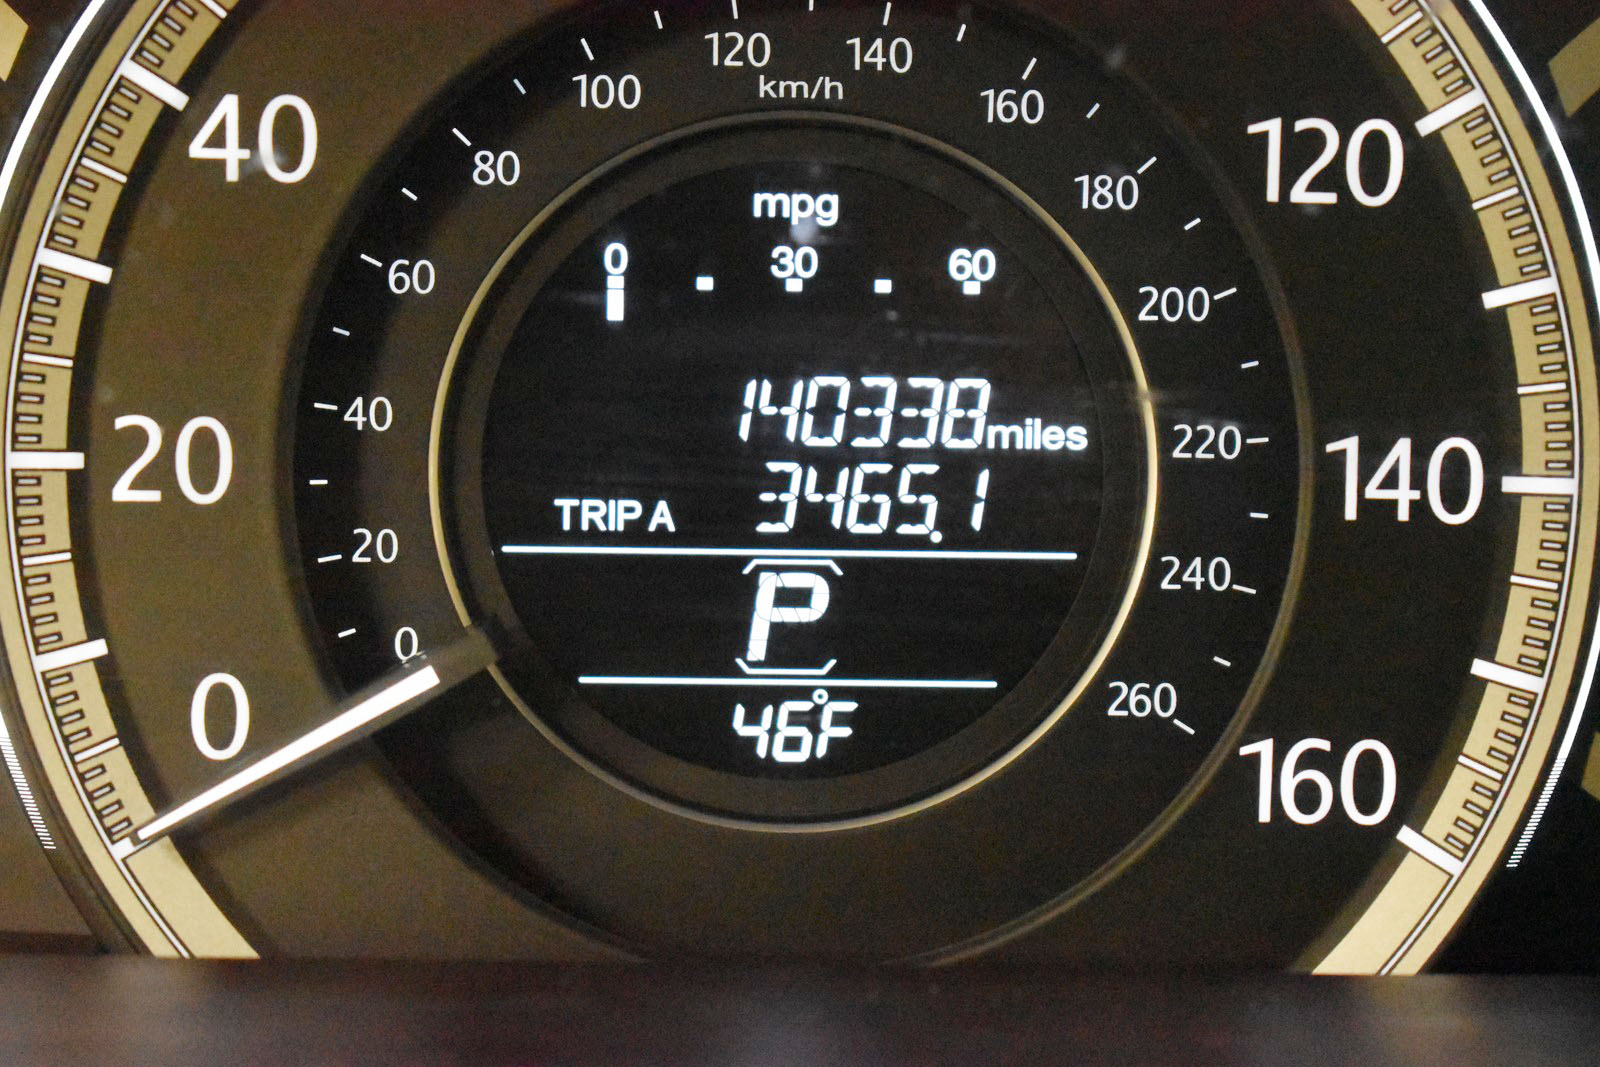 120 140
100 km/h 160
80 180
60 200
40 220
20 240
0 260
40 120
20 140
0 160
mpg
0 30 60
140338 miles
TRIP A 3465.1
P
46°F